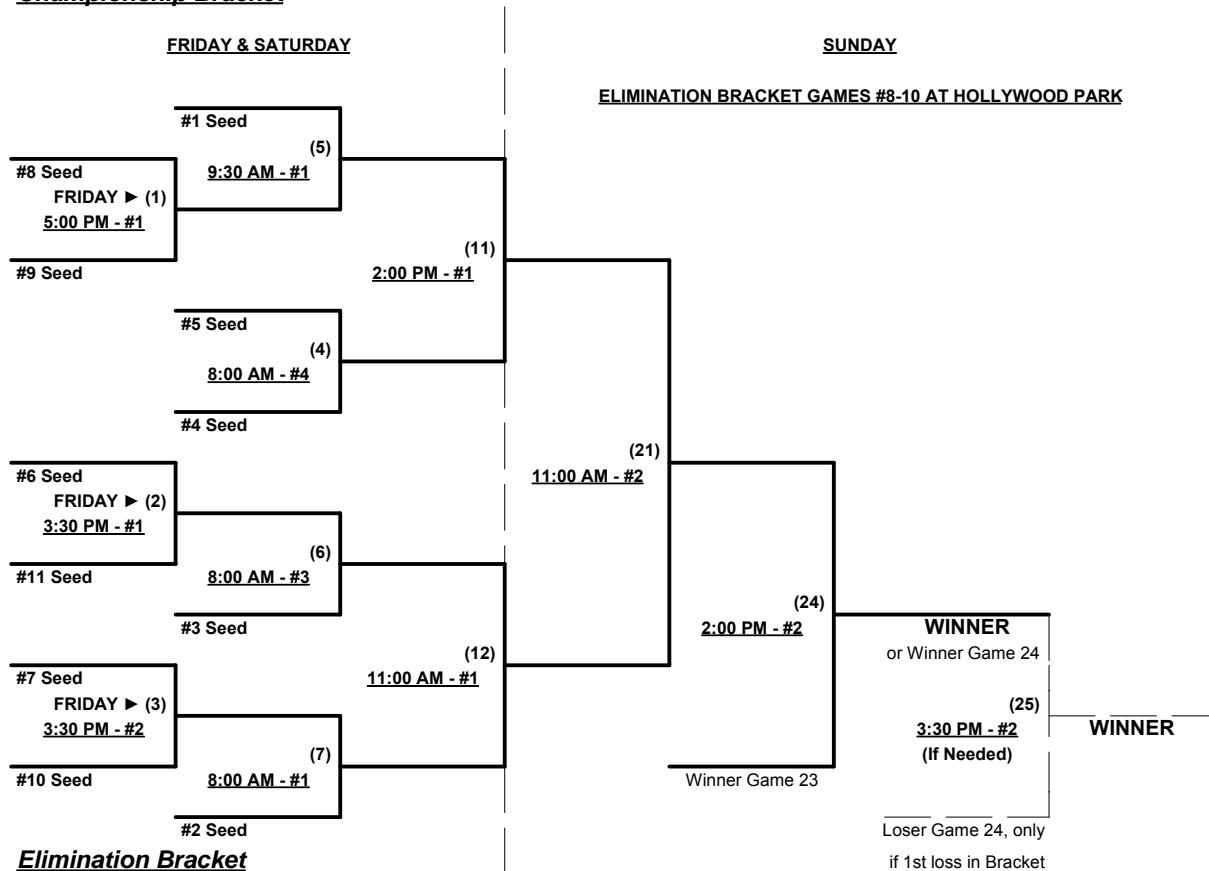 Championship Bracket
FRIDAY & SATURDAY
SUNDAY
ELIMINATION BRACKET GAMES #8-10 AT HOLLYWOOD PARK
#1 Seed
(5)
9:30 AM - #1
#8 Seed
FRIDAY ► (1)
5:00 PM - #1
#9 Seed
(11)
2:00 PM - #1
#5 Seed
(4)
8:00 AM - #4
#4 Seed
(21)
11:00 AM - #2
#6 Seed
FRIDAY ► (2)
3:30 PM - #1
#11 Seed
(6)
8:00 AM - #3
#3 Seed
(12)
11:00 AM - #1
#7 Seed
FRIDAY ► (3)
3:30 PM - #2
#10 Seed
(7)
8:00 AM - #1
#2 Seed
(24)
2:00 PM - #2
Winner Game 23
WINNER
or Winner Game 24
(25)
3:30 PM - #2
(If Needed)
WINNER
Loser Game 24, only
if 1st loss in Bracket
Elimination Bracket